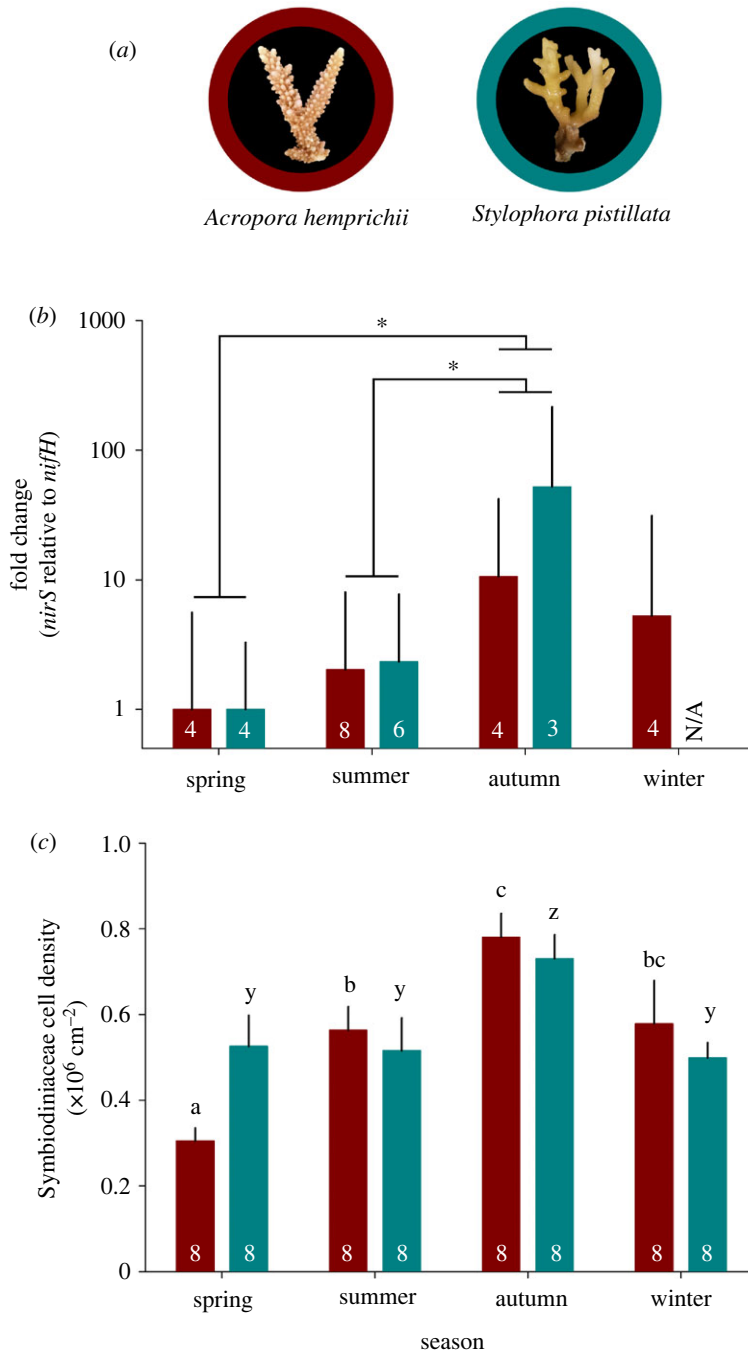 (a)
Acropora hemprichii
Stylophora pistillata
(b)
fold change
(nirS relative to nifH)
1000
100
10
1
*
*
4
4
8
6
4
3
4
N/A
spring
summer
autumn
winter
(c)
Symbiodiniaceae cell density
(×10⁶ cm⁻²)
1.0
0.8
0.6
0.4
0.2
0
a
y
b
y
c
z
bc
y
8
8
8
8
8
8
8
8
spring
summer
autumn
winter
season